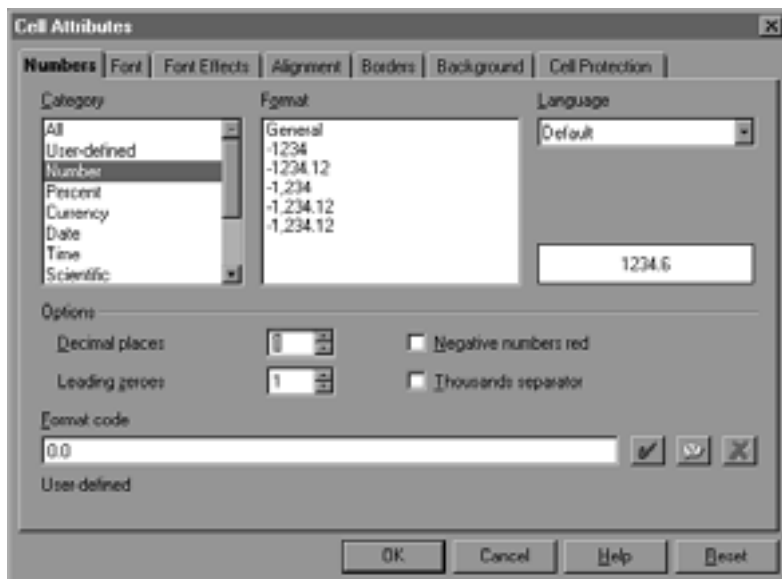 Cell Attributes
Numbers Font Font Effects Alignment Borders Background Cell Protection
Category Format Language
All General Default
User-defined -1234
Number -1234.12
Percent -1,234
Currency -1,234.12
Date -1,234.12
Time
Scientific 1234.6
Options
Decimal places Negative numbers red
Leading zeroes 1 Thousands separator
Format code
0.0
User-defined
OK Cancel Help Reset